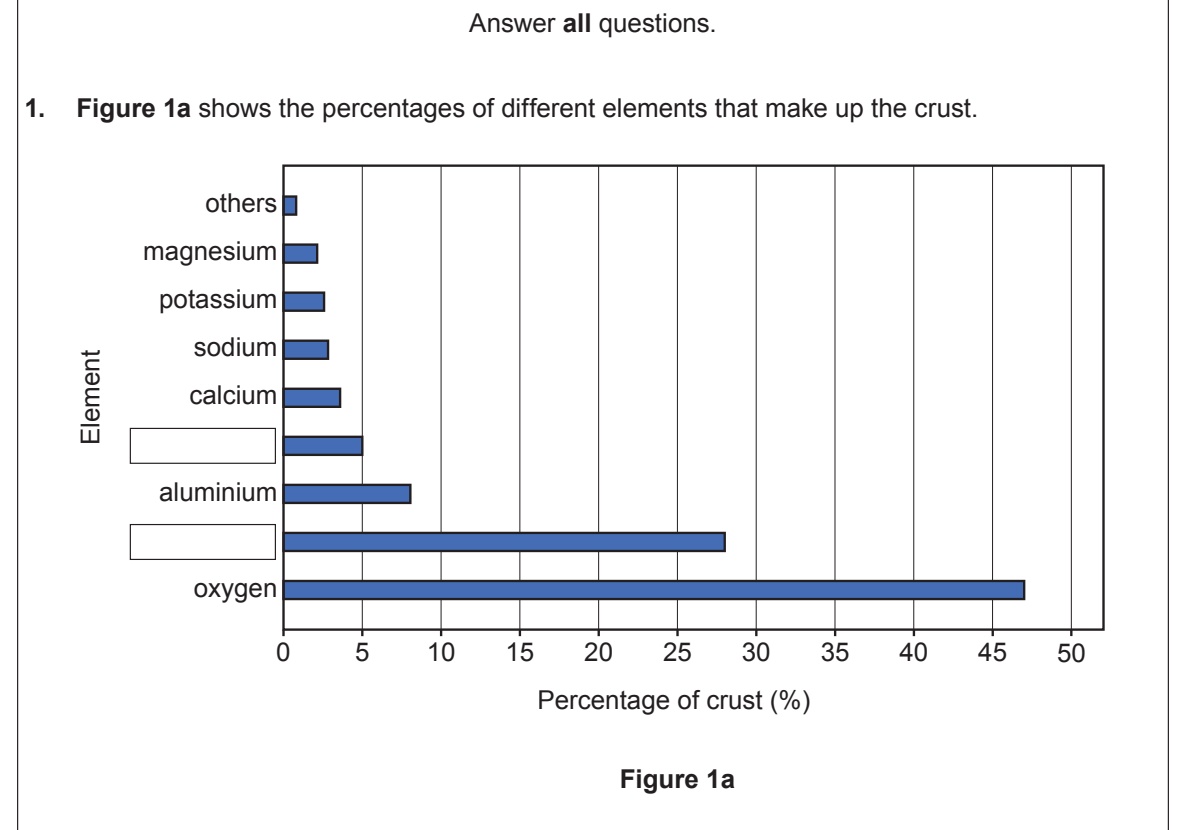 Answer all questions.
1. Figure 1a shows the percentages of different elements that make up the crust.
others
magnesium
potassium
sodium
calcium
aluminium
oxygen
Element
0 5 10 15 20 25 30 35 40 45 50
Percentage of crust (%)
Figure 1a